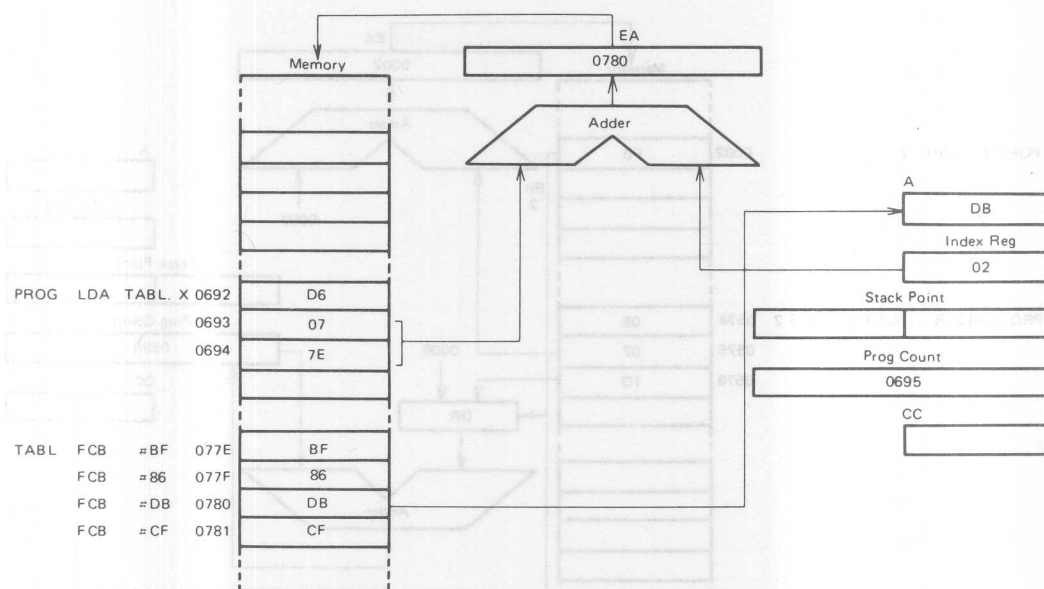 EA
0780
Memory
Adder
A
DB
Index Reg
02
PROG LDA TABL. X 0692 D6
0693 07
0694 7E
Stack Point
Prog Count
0695
CC
TABL FCB #BF 077E BF
FCB #86 077F 86
FCB #DB 0780 DB
FCB #CF 0781 CF